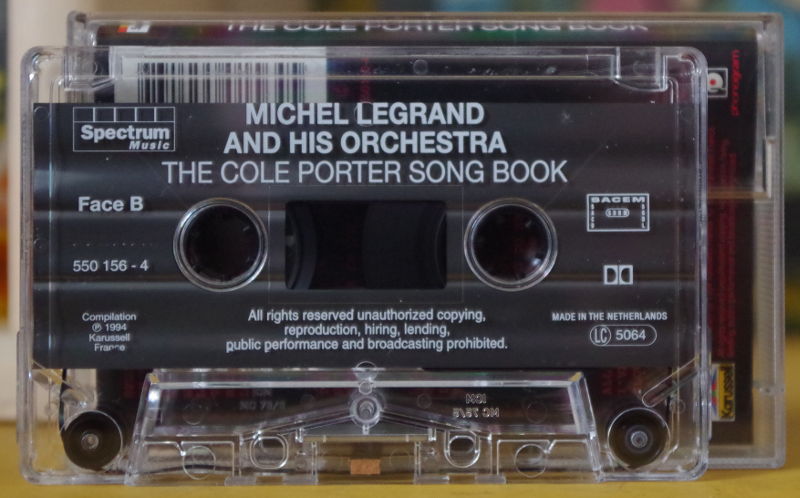 THE COLE PORTER SONG BOOK
phonogram
Spectrum
Music
MICHEL LEGRAND
AND HIS ORCHESTRA
THE COLE PORTER SONG BOOK
Face B
SACEM
550 156 - 4
Compilation
℗ 1994
Karussell
France
All rights reserved unauthorized copying,
reproduction, hiring, lending,
public performance and broadcasting prohibited.
MADE IN THE NETHERLANDS
LC 5064
Karussell